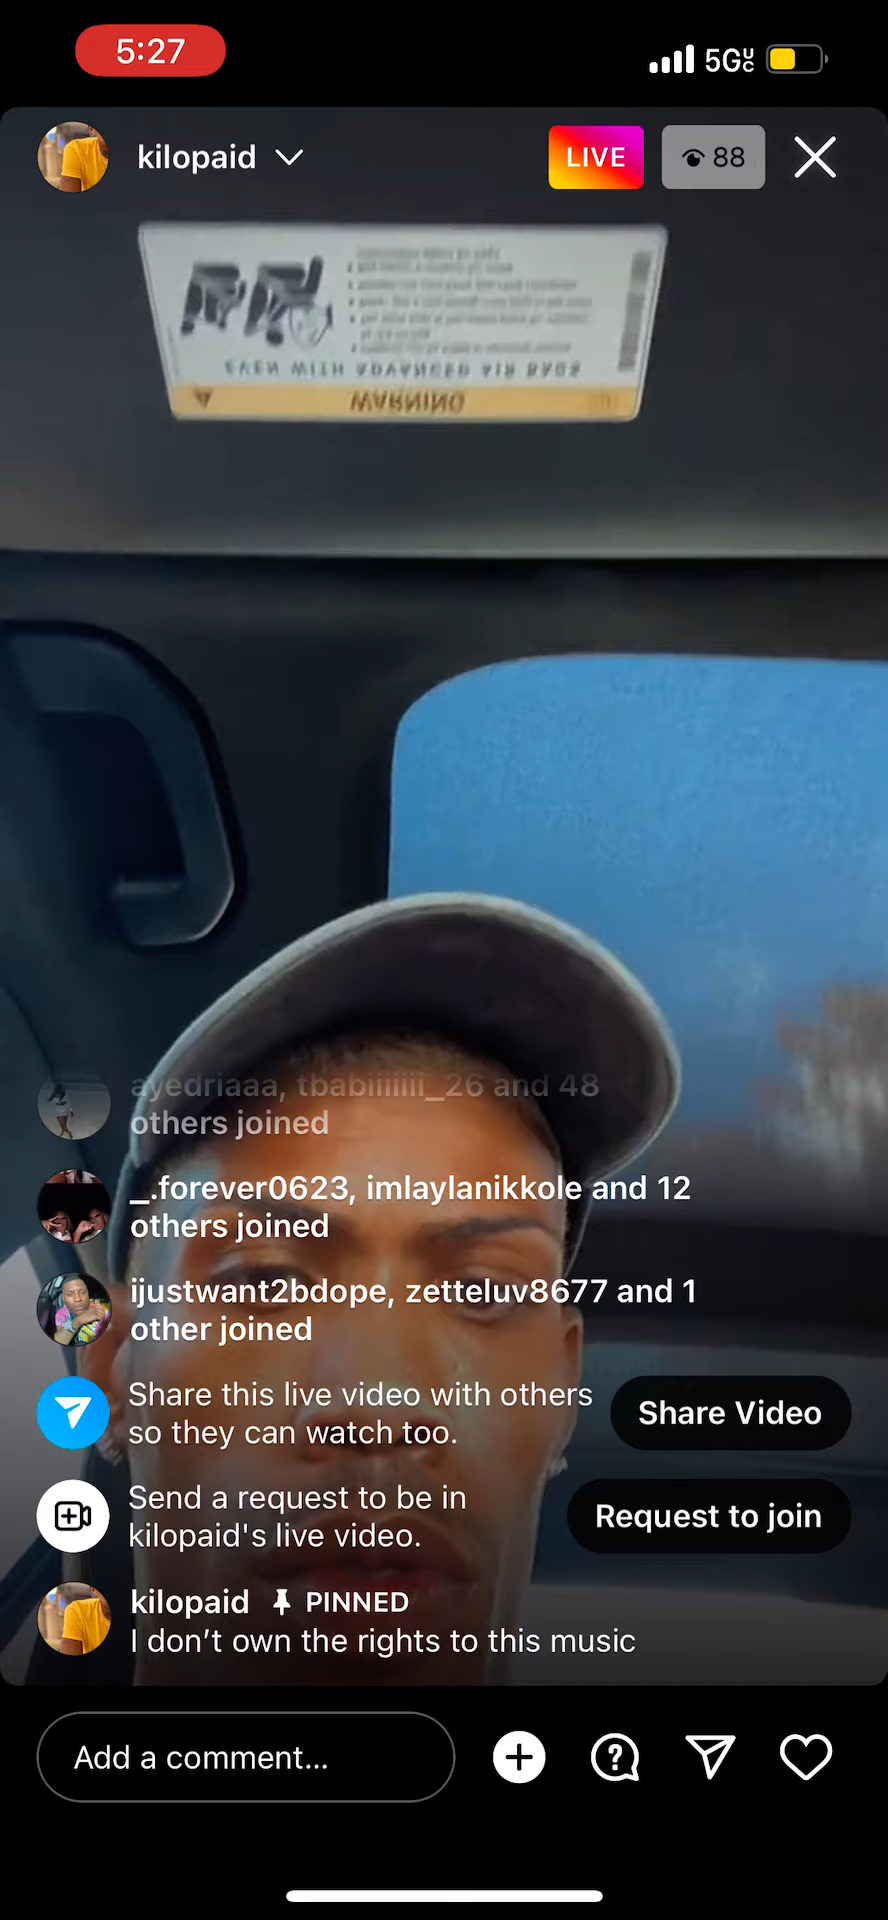 5:27
5G UC
kilopaid
LIVE
88
EVEN WITH ADVANCED AIR BAGS
WARNING
ayedriaaa, tbabiiiiiii_26 and 48
others joined
_.forever0623, imlaylanikkole and 12
others joined
ijustwant2bdope, zetteluv8677 and 1
other joined
Share this live video with others
so they can watch too.
Share Video
Send a request to be in
kilopaid's live video.
Request to join
kilopaid PINNED
I don’t own the rights to this music
Add a comment...